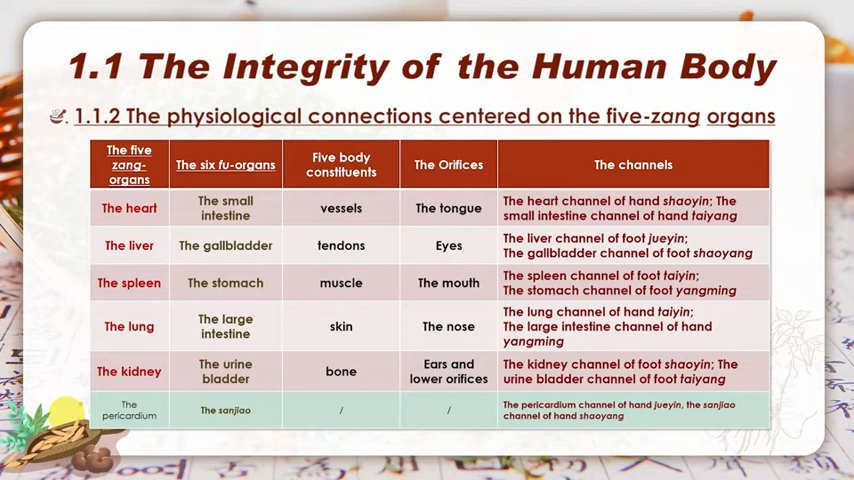 1.1 The Integrity of the Human Body
1.1.2 The physiological connections centered on the five-zang organs
The five zang-organs
The six fu-organs
Five body constituents
The Orifices
The channels
The heart
The small intestine
vessels
The tongue
The heart channel of hand shaoyin; The small intestine channel of hand taiyang
The liver
The gallbladder
tendons
Eyes
The liver channel of foot jueyin;
The gallbladder channel of foot shaoyang
The spleen
The stomach
muscle
The mouth
The spleen channel of foot taiyin;
The stomach channel of foot yangming
The lung
The large intestine
skin
The nose
The lung channel of hand taiyin;
The large intestine channel of hand yangming
The kidney
The urine bladder
bone
Ears and lower orifices
The kidney channel of foot shaoyin; The urine bladder channel of foot taiyang
The pericardium
The sanjiao
/
/
The pericardium channel of hand jueyin, the sanjiao channel of hand shaoyang